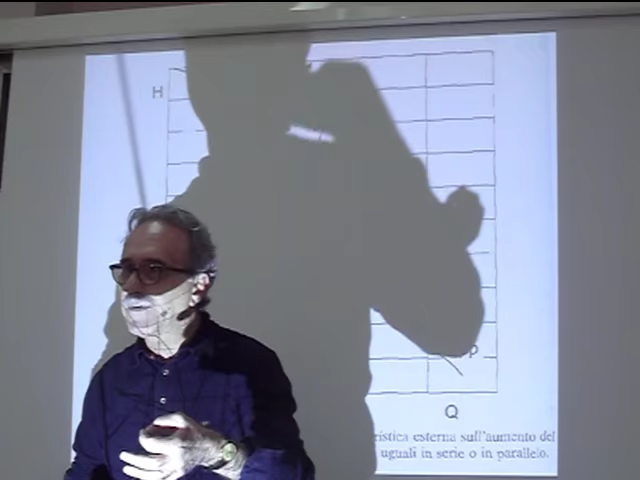 H
P
Q
ristica esterna sull'aumento del
uguali in serie o in parallelo.